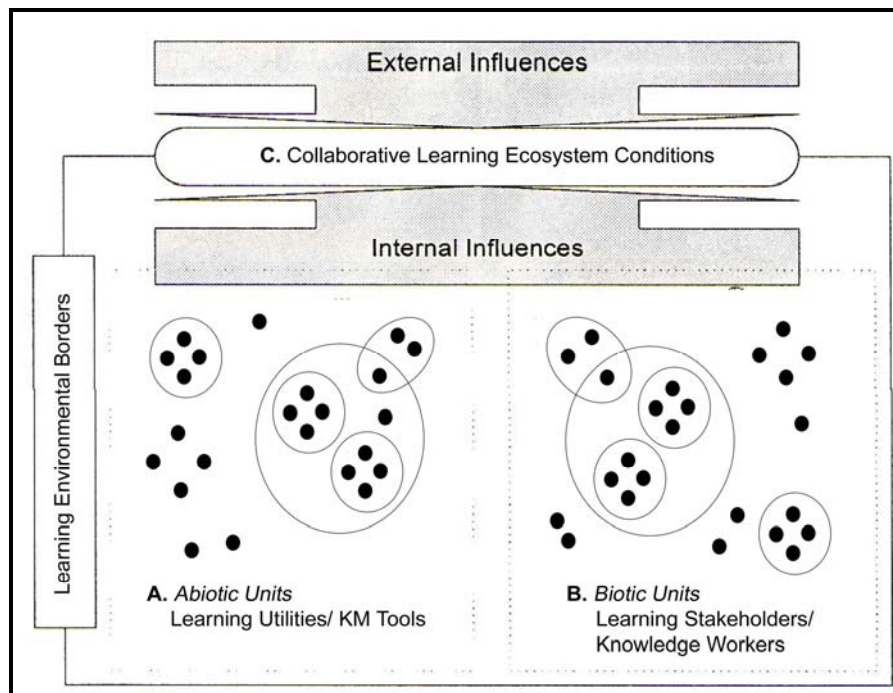 External Influences
C. Collaborative Learning Ecosystem Conditions
Internal Influences
Learning Environmental Borders
A. Abiotic Units
Learning Utilities/ KM Tools
B. Biotic Units
Learning Stakeholders/
Knowledge Workers